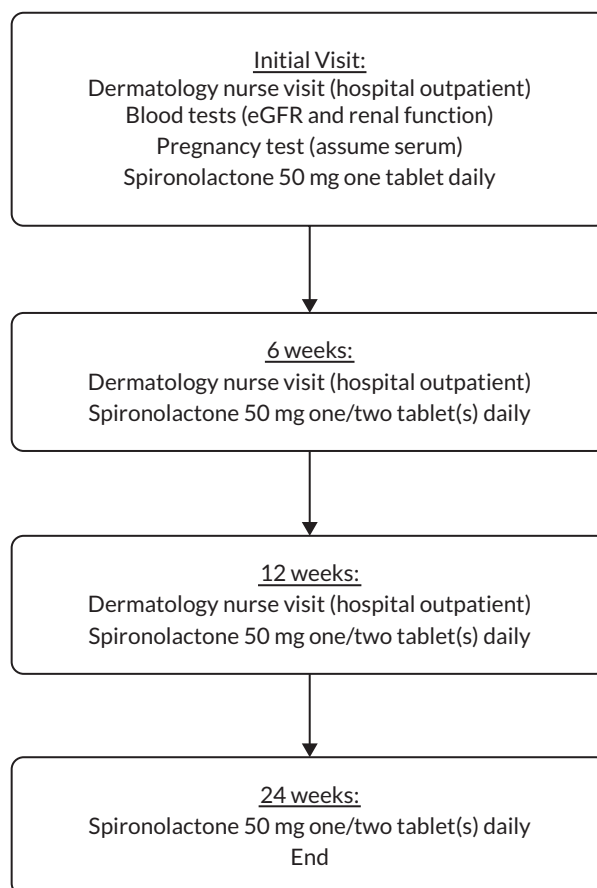 Initial Visit:
Dermatology nurse visit (hospital outpatient)
Blood tests (eGFR and renal function)
Pregnancy test (assume serum)
Spironolactone 50 mg one tablet daily
6 weeks:
Dermatology nurse visit (hospital outpatient)
Spironolactone 50 mg one/two tablet(s) daily
12 weeks:
Dermatology nurse visit (hospital outpatient)
Spironolactone 50 mg one/two tablet(s) daily
24 weeks:
Spironolactone 50 mg one/two tablet(s) daily
End